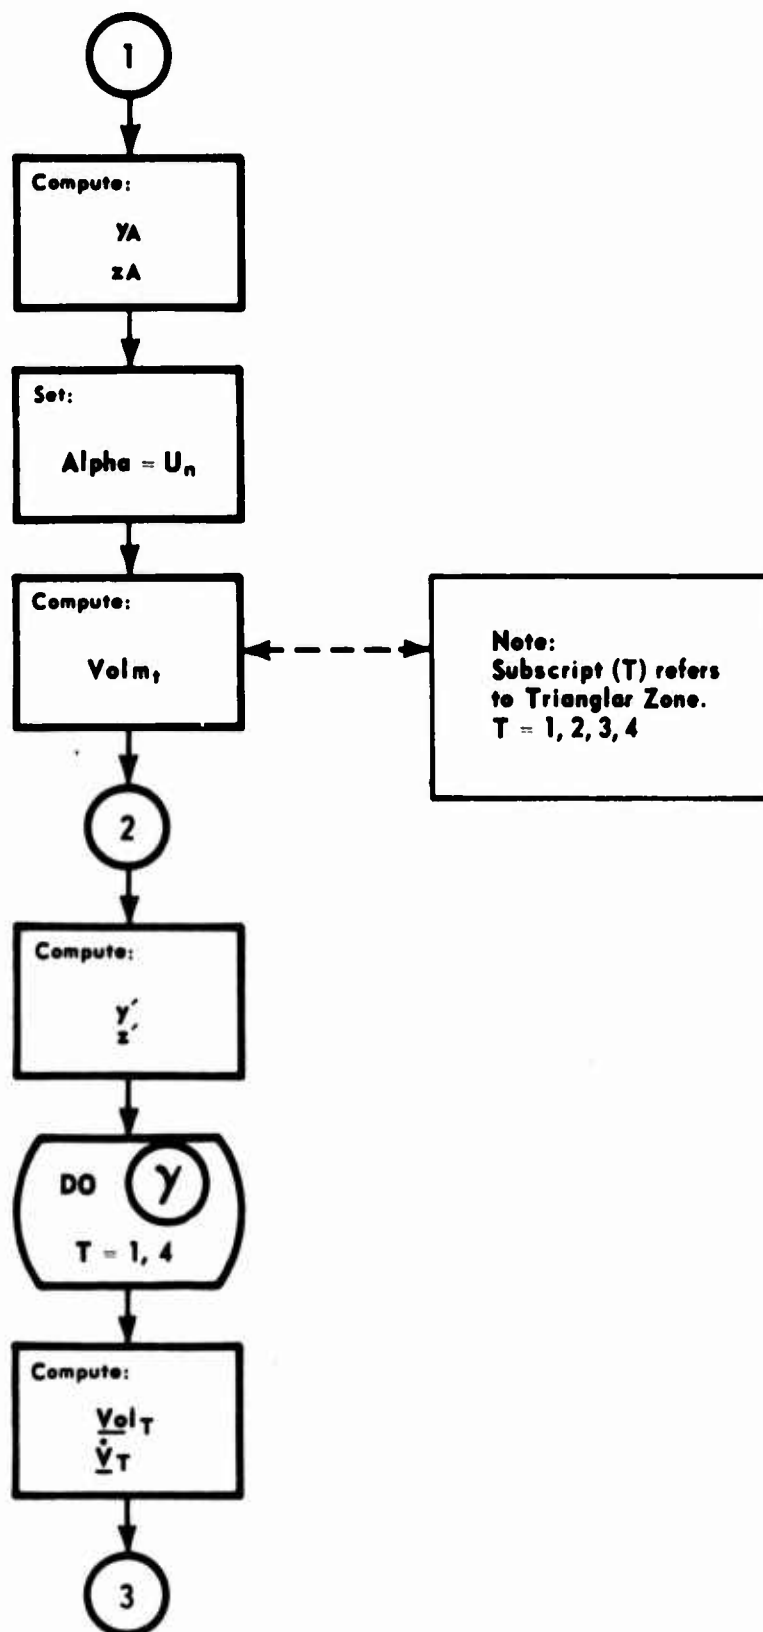 1
Compute:
yA
zA
Set:
Alpha = Un
Compute:
Volmt
Note:
Subscript (T) refers
to Trianglar Zone.
T = 1, 2, 3, 4
2
Compute:
y′
z′
DO γ
T = 1, 4
Compute:
VolT
V̇T
3